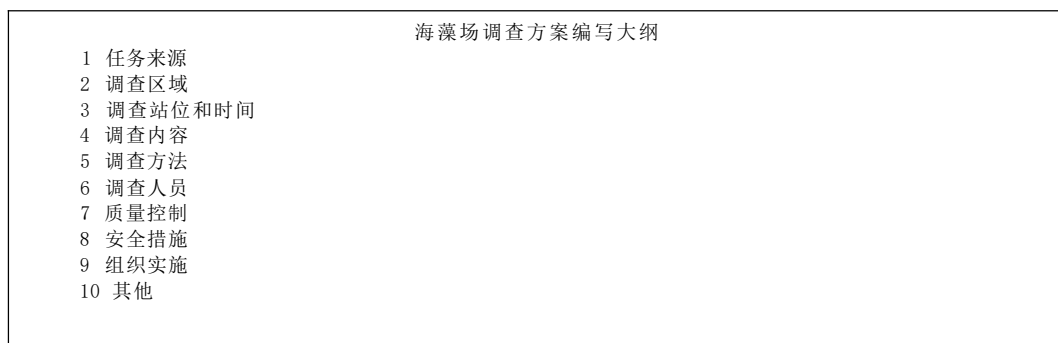 海藻场调查方案编写大纲
1 任务来源
2 调查区域
3 调查站位和时间
4 调查内容
5 调查方法
6 调查人员
7 质量控制
8 安全措施
9 组织实施
10 其他